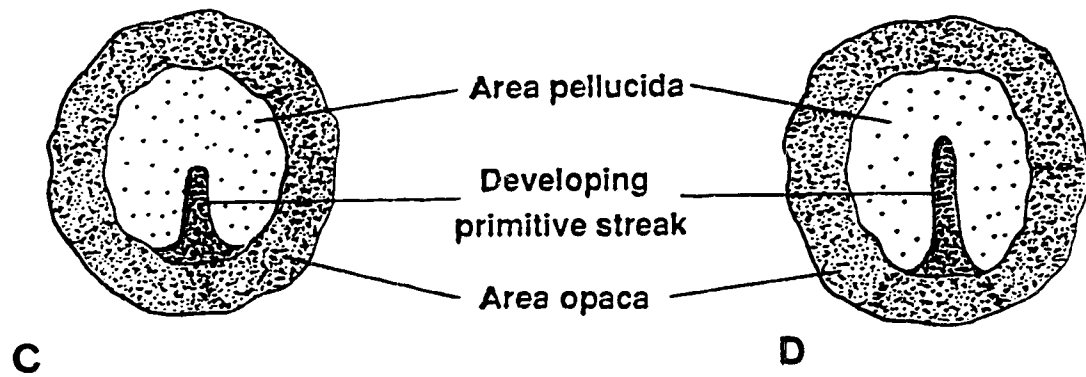 Area pellucida
Developing
primitive streak
Area opaca
C
D